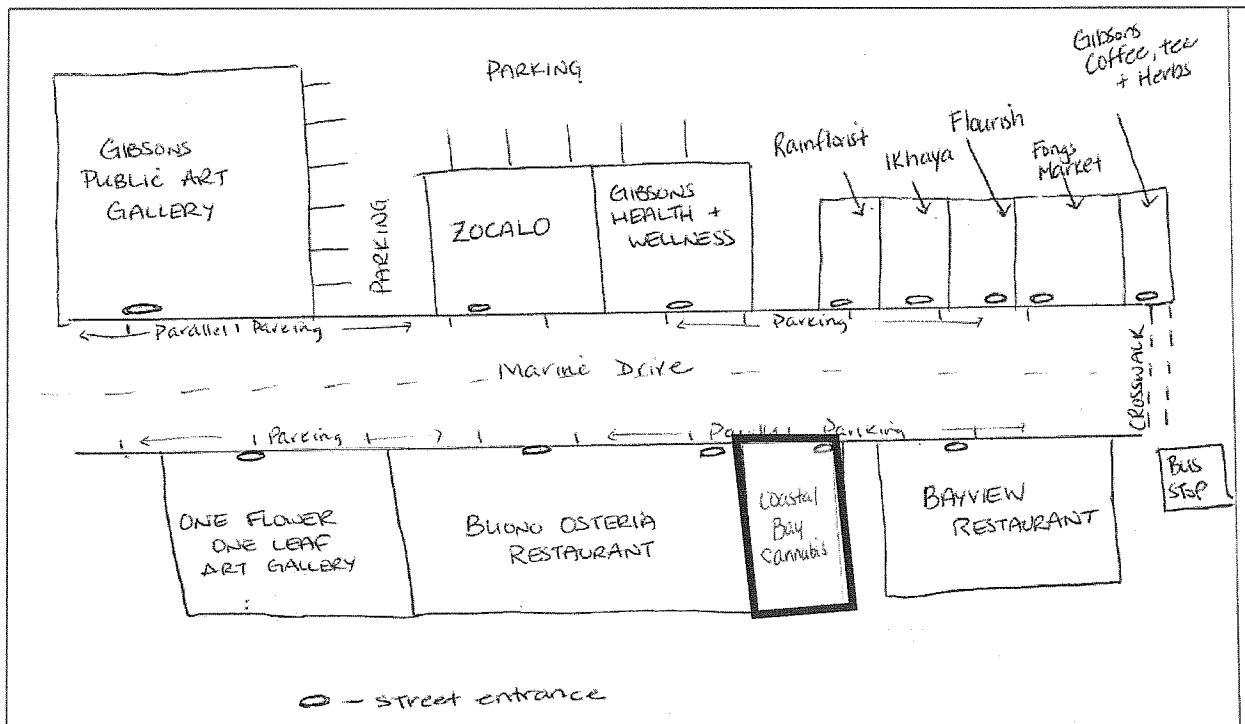 PARKING
GIBSONS
PUBLIC ART
GALLERY
PARKING
ZOCALO
GIBSONS
HEALTH +
WELLNESS
Rainflorist
IKhaya
Flourish
Fongs
Market
Gibsons
Coffee, tea
+ Herbs
Parallel Parking
Parking
Marine Drive
CROSSWALK
Parking
Parallel Parking
ONE FLOWER
ONE LEAF
ART GALLERY
BUONO OSTERIA
RESTAURANT
Coastal
Bay
Cannabis
BAYVIEW
RESTAURANT
BUS
STOP
— street entrance